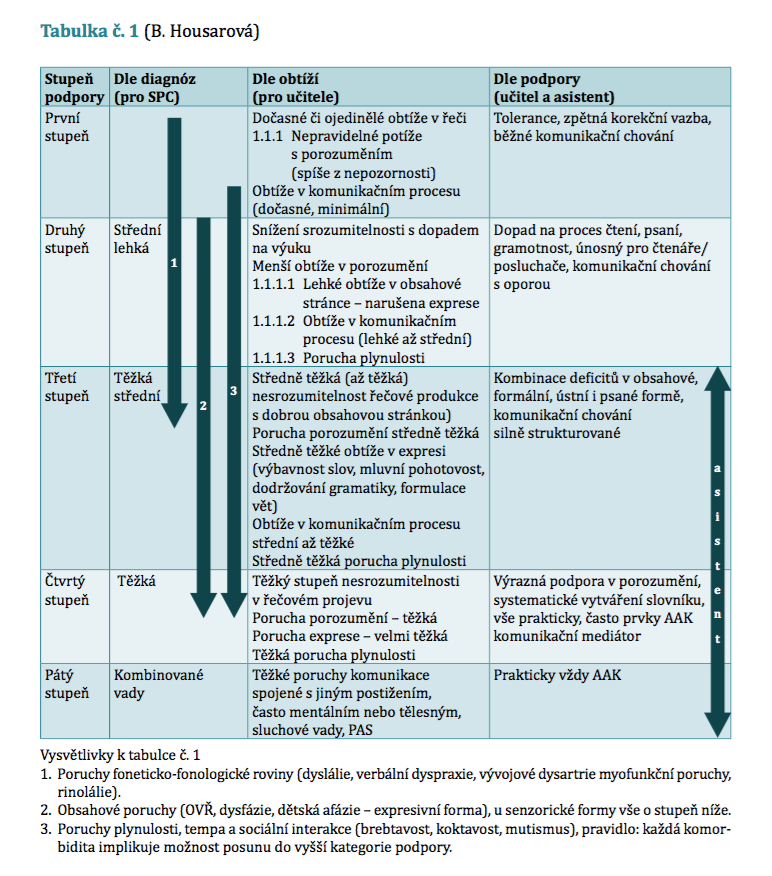 Tabulka č. 1 (B. Housarová)
Stupeň podpory
Dle diagnóz (pro SPC)
Dle obtíží (pro učitele)
Dle podpory (učitel a asistent)
První
stupeň
Dočasné či ojedinělé obtíže v řeči
1.1.1 Nepravidelné potíže
s porozuměním
(spíše z nepozornosti)
Obtíže v komunikačním procesu
(dočasné, minimální)
Tolerance, zpětná korekční vazba,
běžné komunikační chování
Druhý
stupeň
Střední
lehká
1
Snížení srozumitelnosti s dopadem
na výuku
Menší obtíže v porozumění
1.1.1.1 Lehké obtíže v obsahové
stránce – narušena exprese
1.1.1.2 Obtíže v komunikačním
procesu (lehké až střední)
1.1.1.3 Porucha plynulosti
Dopad na proces čtení, psaní,
gramotnost, únosný pro čtenáře/
posluchače, komunikační chování
s oporou
Třetí
stupeň
Těžká
střední
2
3
Středně těžká (až těžká)
nesrozumitelnost řečové produkce
s dobrou obsahovou stránkou)
Porucha porozumění středně těžká
Středně těžké obtíže v expresi
(výbavnost slov, mluvní pohotovost,
dodržování gramatiky, formulace
vět)
Obtíže v komunikačním procesu
střední až těžké
Středně těžká porucha plynulosti
Kombinace deficitů v obsahové,
formální, ústní i psané formě,
komunikační chování
silně strukturované
asistent
Čtvrtý
stupeň
Těžká
Těžký stupeň nesrozumitelnosti
v řečovém projevu
Porucha porozumění – těžká
Porucha exprese – velmi těžká
Těžká porucha plynulosti
Výrazná podpora v porozumění,
systematické vytváření slovníku,
vše prakticky, často prvky AAK
komunikační mediátor
Pátý
stupeň
Kombinované
vady
Těžké poruchy komunikace
spojené s jiným postižením,
často mentálním nebo tělesným,
sluchové vady, PAS
Prakticky vždy AAK
Vysvětlivky k tabulce č. 1
1. Poruchy foneticko-fonologické roviny (dyslálie, verbální dyspraxie, vývojové dysartrie myofunkční poruchy,
rinolálie).
2. Obsahové poruchy (OVŘ, dysfázie, dětská afázie – expresivní forma), u senzorické formy vše o stupeň níže.
3. Poruchy plynulosti, tempa a sociální interakce (brebtavost, koktavost, mutismus), pravidlo: každá komor-
bidita implikuje možnost posunu do vyšší kategorie podpory.